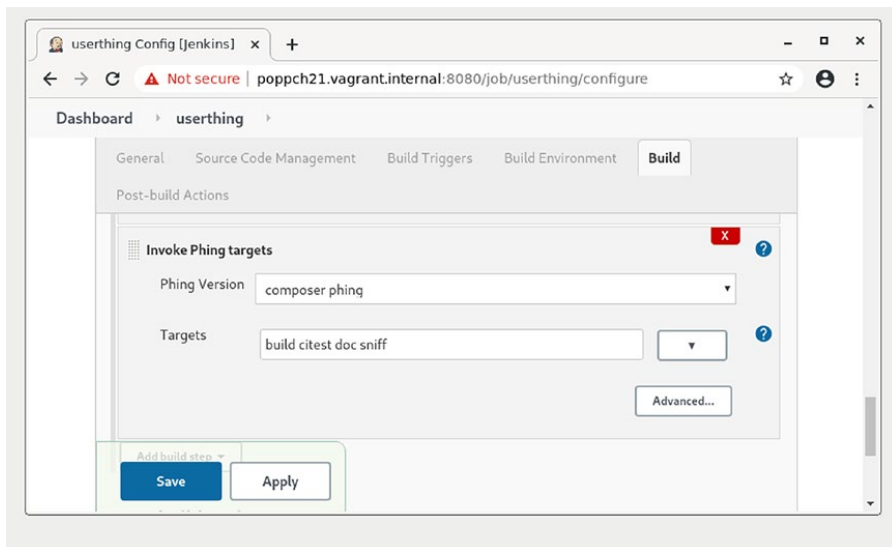 userthing Config [Jenkins]
Not secure | poppch21.vagrant.internal:8080/job/userthing/configure
Dashboard userthing
General Source Code Management Build Triggers Build Environment Build
Post-build Actions
X
Invoke Phing targets
Phing Version composer phing
Targets build citest doc sniff
Advanced...
Add build step
Save Apply